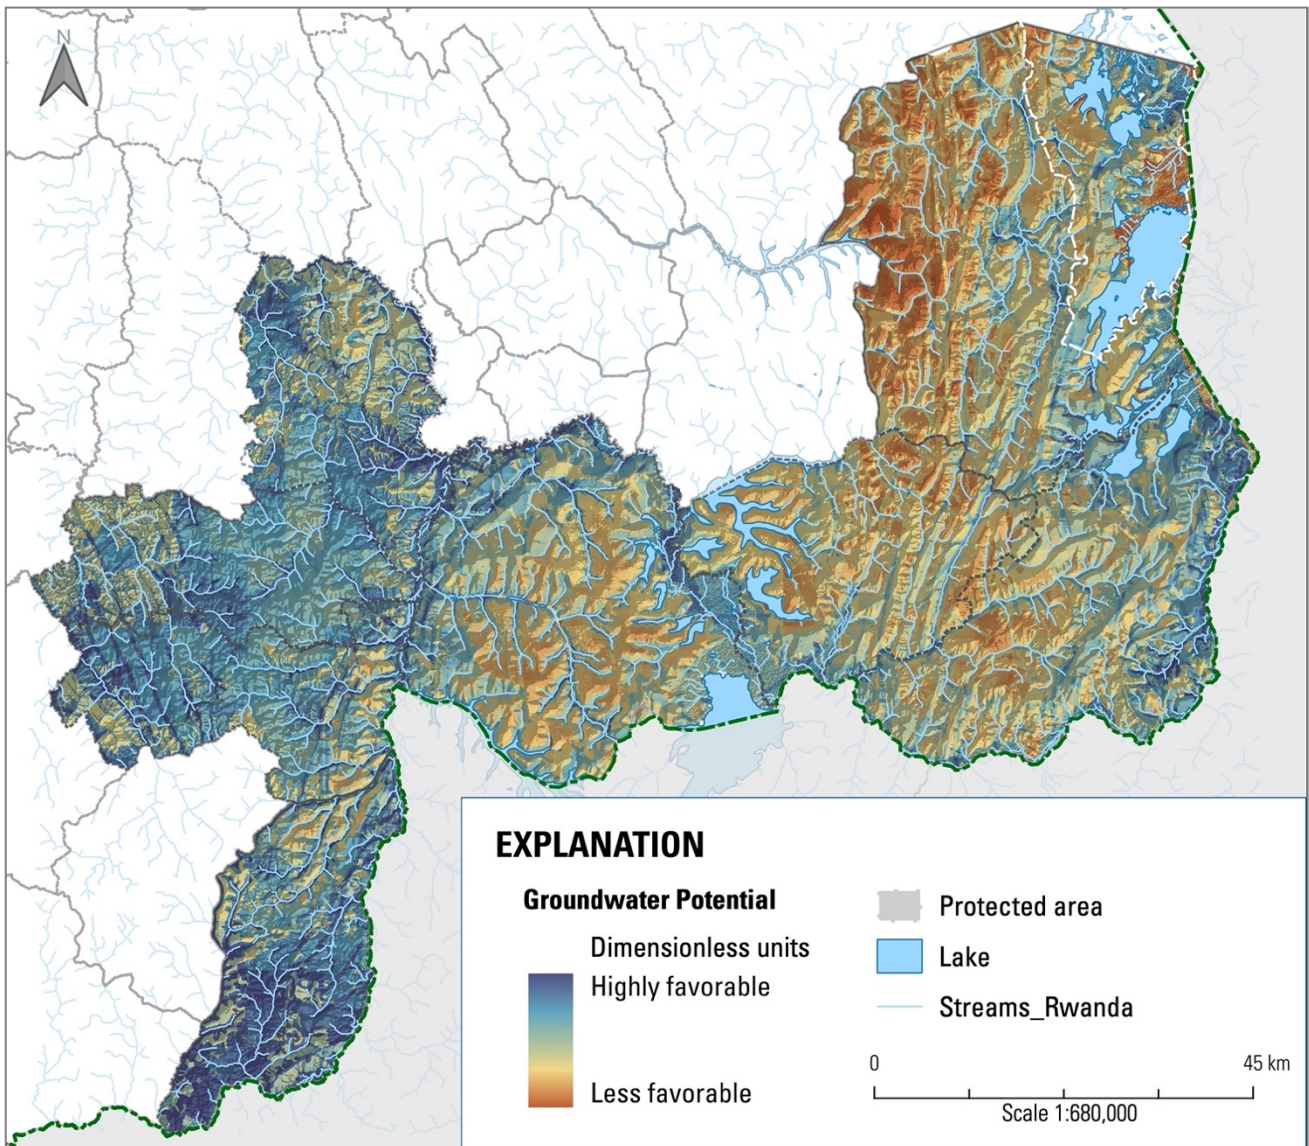 N
EXPLANATION
Groundwater Potential
Dimensionless units
Highly favorable
Less favorable
Protected area
Lake
Streams_Rwanda
0 45 km
Scale 1:680,000